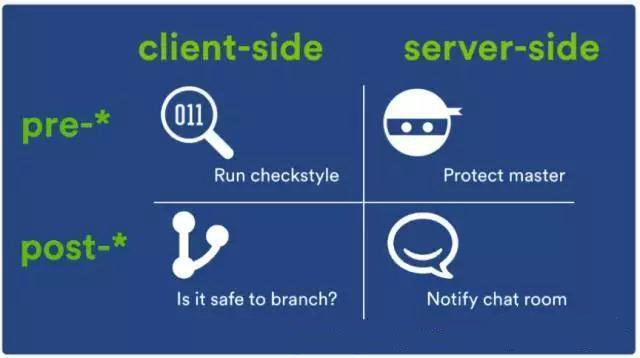 client-side server-side
pre-*
011
Run checkstyle Protect master
post-*
Is it safe to branch? Notify chat room